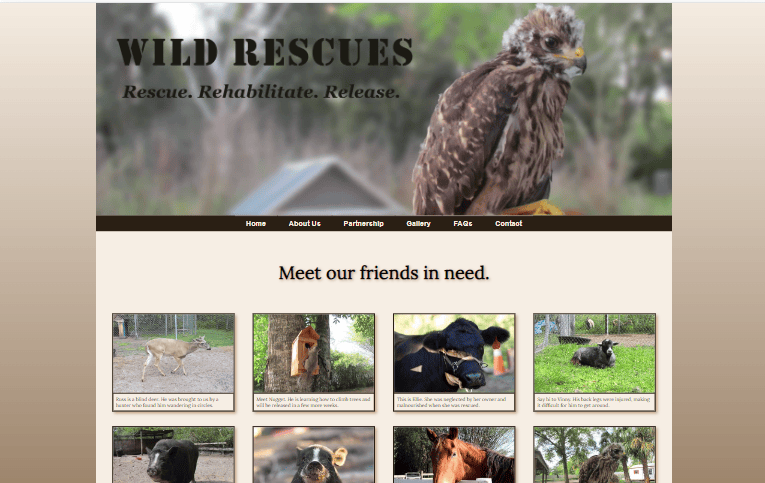 WILD RESCUES
Rescue. Rehabilitate. Release.
Home About Us Partnership Gallery FAQs Contact
Meet our friends in need.
is a blind deer. He was brought to us by a
hunter who found him wandering in circles.
Meet Nugget. He is learning how to climb trees and
will be released in a few more weeks.
This is Ellie. She was neglected by her owner and
malnourished when she was rescued.
Say hi to Vinny. His back legs were injured, making
it difficult for him to get around.